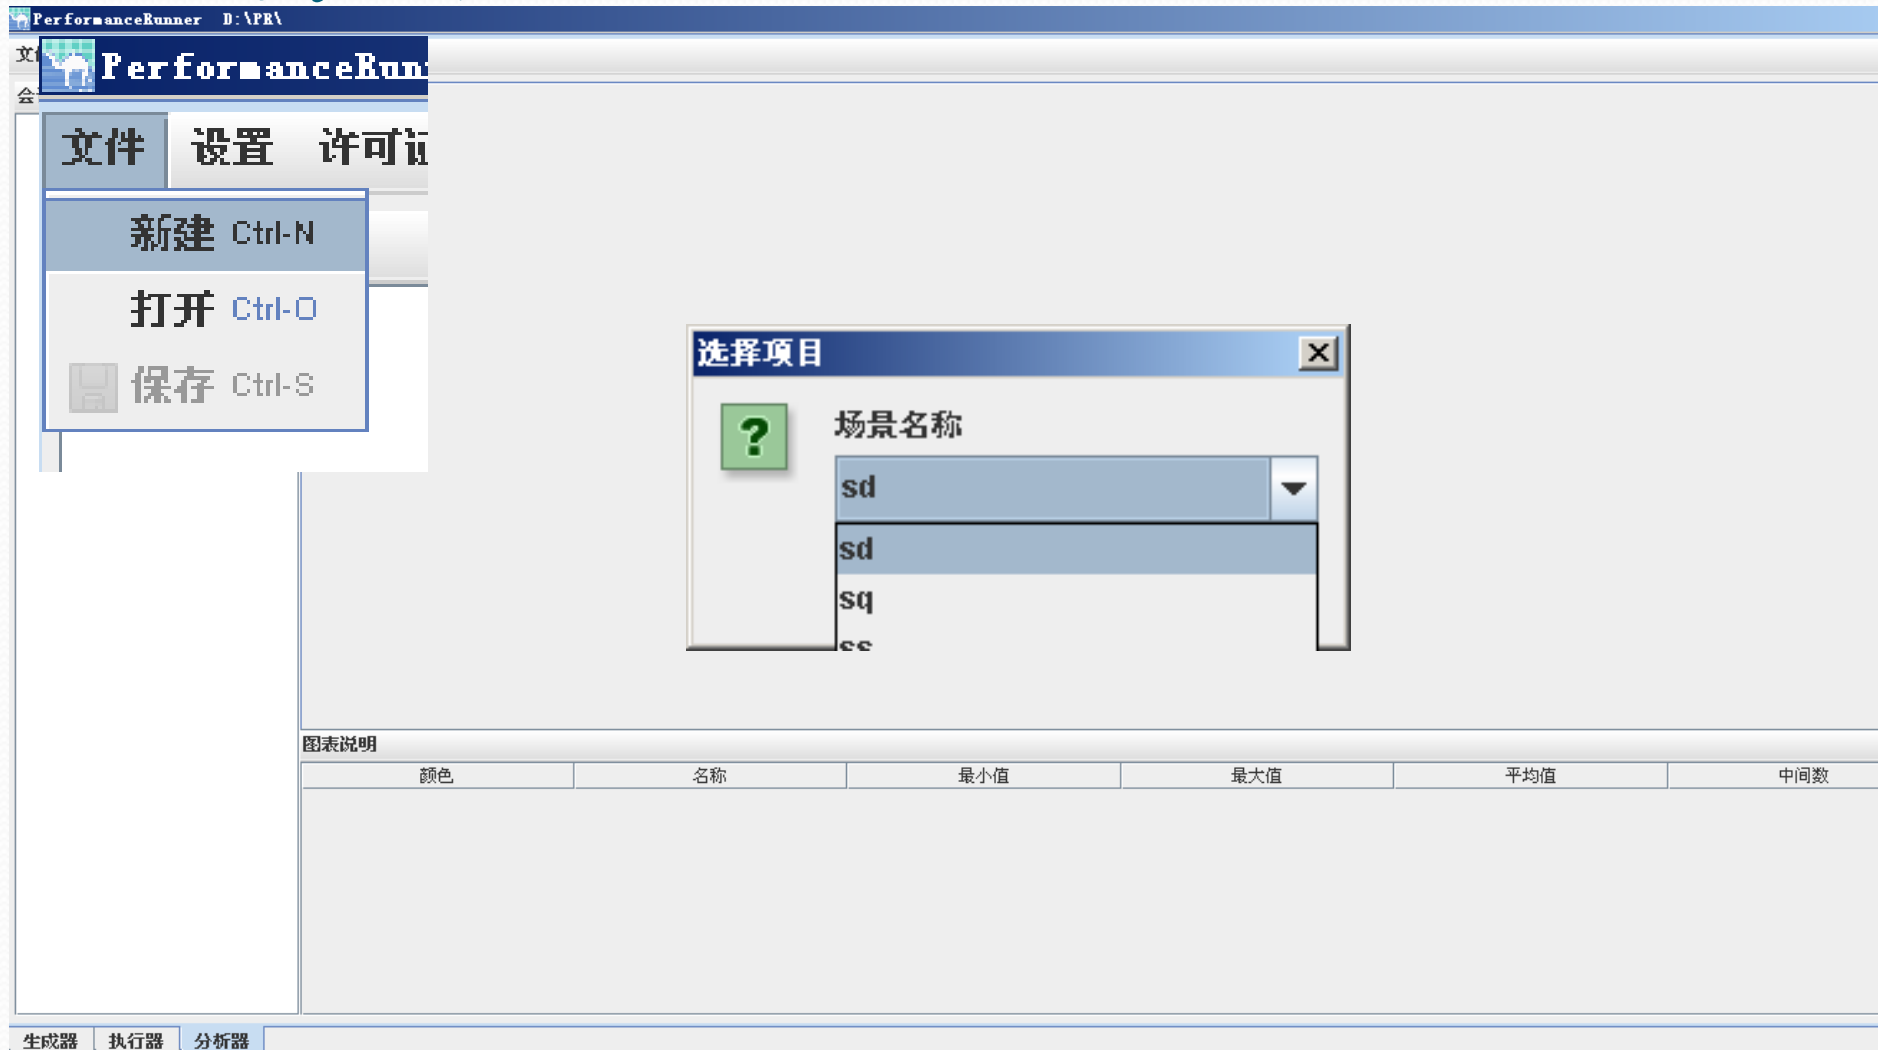 PerformanceRunner D:\PR\
PerformanceRun
文件 设置 许可证
新建 Ctrl-N
打开 Ctrl-O
保存 Ctrl-S
选择项目
场景名称
sd
sd
sq
ss
图表说明
颜色 名称 最小值 最大值 平均值 中间数
生成器 执行器 分析器